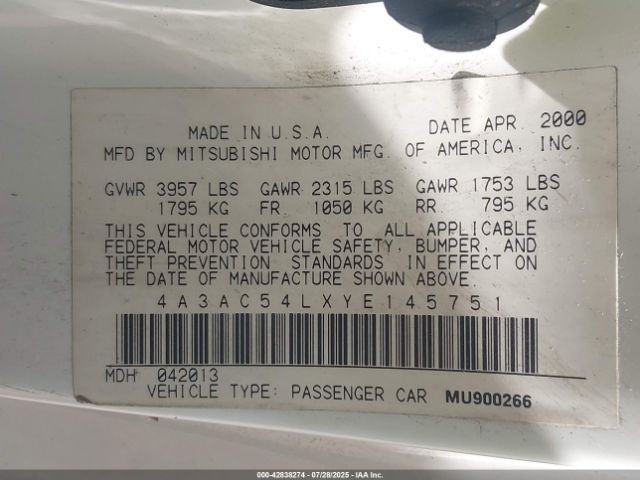 MADE IN U.S.A. DATE APR. 2000
MFD BY MITSUBISHI MOTOR MFG. OF AMERICA, INC.
GVWR 3957 LBS GAWR 2315 LBS GAWR 1753 LBS
1795 KG FR 1050 KG RR 795 KG
THIS VEHICLE CONFORMS TO ALL APPLICABLE
FEDERAL MOTOR VEHICLE SAFETY, BUMPER, AND
THEFT PREVENTION STANDARDS IN EFFECT ON
THE DATE OF MANUFACTURE SHOWN ABOVE.
4A3AC54LXYE145751
MDH 042013
VEHICLE TYPE: PASSENGER CAR MU900266
000-42838274 - 07/28/2025 - IAA Inc.